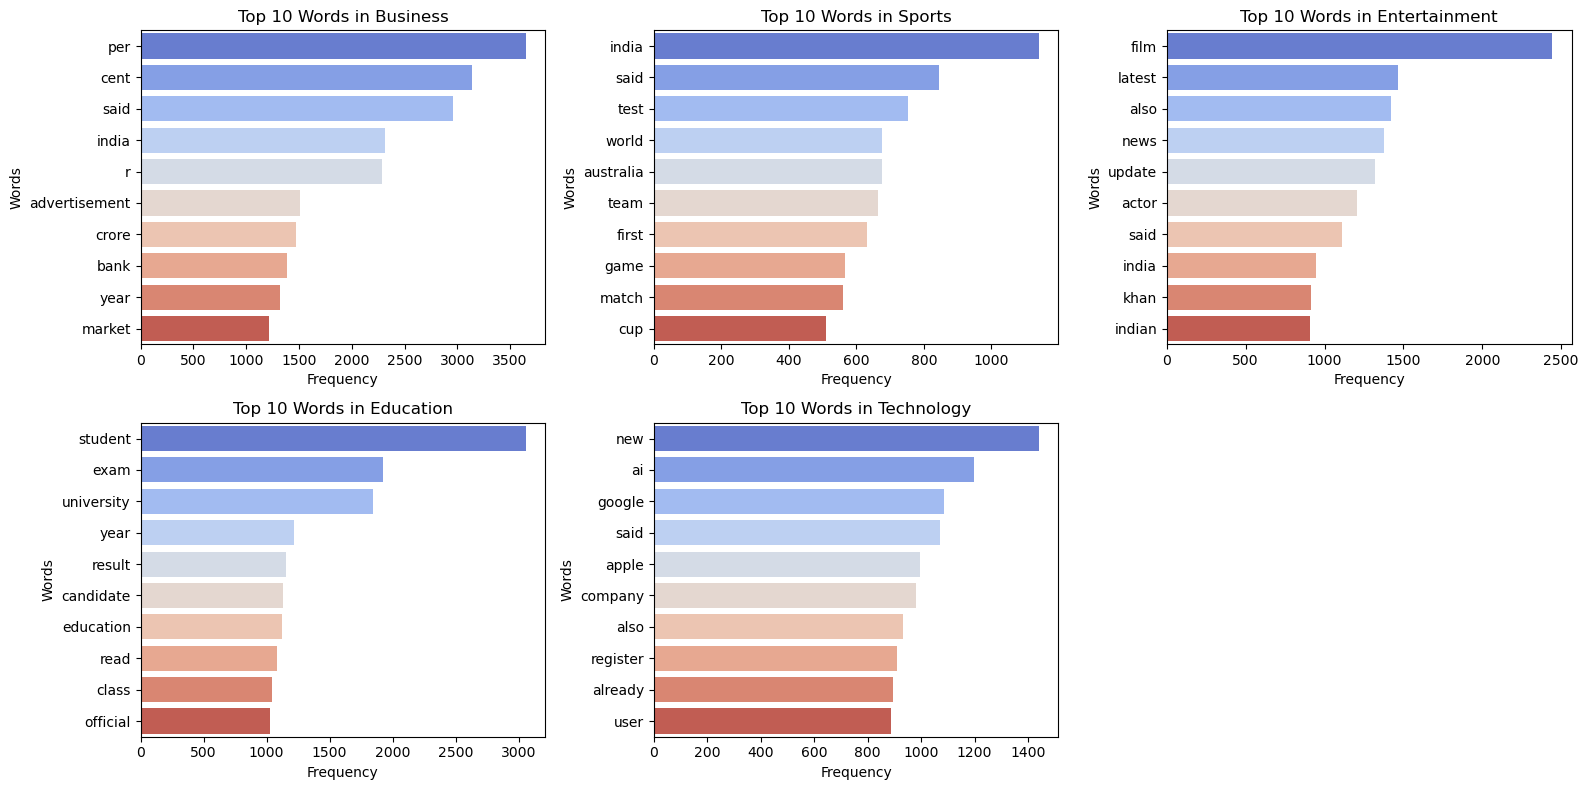 Top 10 Words in Business
per
cent
said
india
r
advertisement
crore
bank
year
market
Words
0 500 1000 1500 2000 2500 3000 3500
Frequency
Top 10 Words in Sports
india
said
test
world
australia
team
first
game
match
cup
Words
0 200 400 600 800 1000
Frequency
Top 10 Words in Entertainment
film
latest
also
news
update
actor
said
india
khan
indian
Words
0 500 1000 1500 2000 2500
Frequency
Top 10 Words in Education
student
exam
university
year
result
candidate
education
read
class
official
Words
0 500 1000 1500 2000 2500 3000
Frequency
Top 10 Words in Technology
new
ai
google
said
apple
company
also
register
already
user
Words
0 200 400 600 800 1000 1200 1400
Frequency